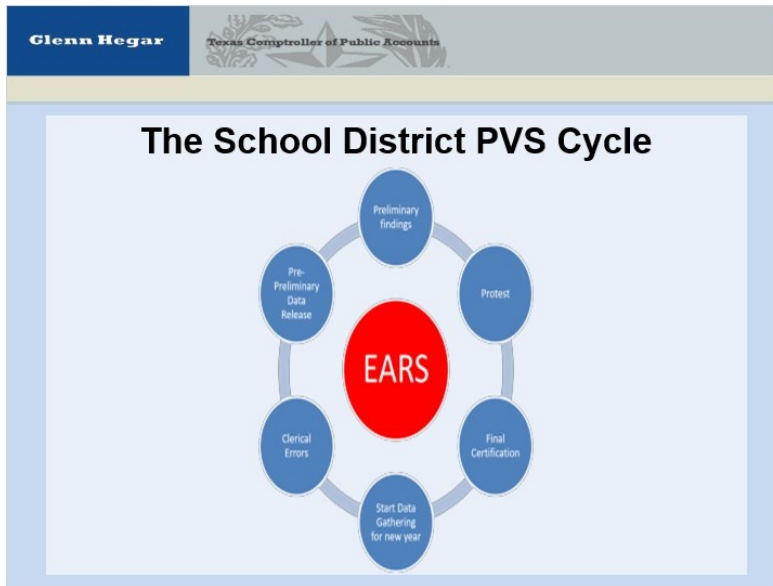 Glenn Hegar
Texas Comptroller of Public Accounts
The School District PVS Cycle
Preliminary
findings
Protest
Final
Certification
Start Data
Gathering
for new year
Clerical
Errors
Pre-
Preliminary
Data
Release
EARS